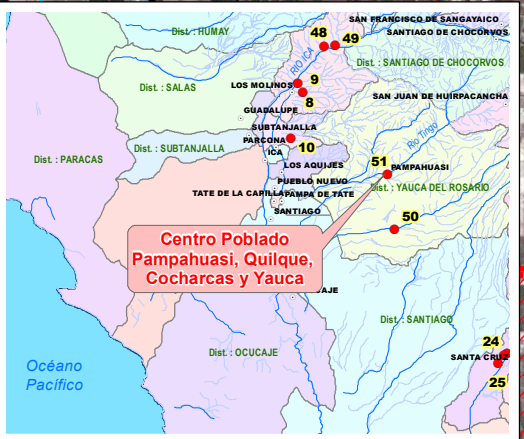 SAN FRANCISCO DE SANGAYAICO
48
49
Dist. : HUMAY
SANTIAGO DE CHOCORVOS
RIO ICA
Dist. : SANTIAGO DE CHOCORVOS
9
LOS MOLINOS
Dist. : SALAS
8
SAN JUAN DE HUIRPACANCHA
GUADALUPE
SUBTANJALLA
Rio Tingo
PARCONA
10
Dist. : SUBTANJALLA
ICA
Dist. : PARACAS
LOS AQUIJES
51
PAMPAHUASI
PUEBLO NUEVO
Dist. : YAUCA DEL ROSARIO
TATE DE LA CAPILLA
PAMPA DE TATE
SANTIAGO
50
Centro Poblado
Pampahuasi, Quilque,
Cocharcas y Yauca
AJE
Dist. : SANTIAGO
24
Dist. : OCUCAJE
SANTA CRUZ
Océano
Pacífico
25